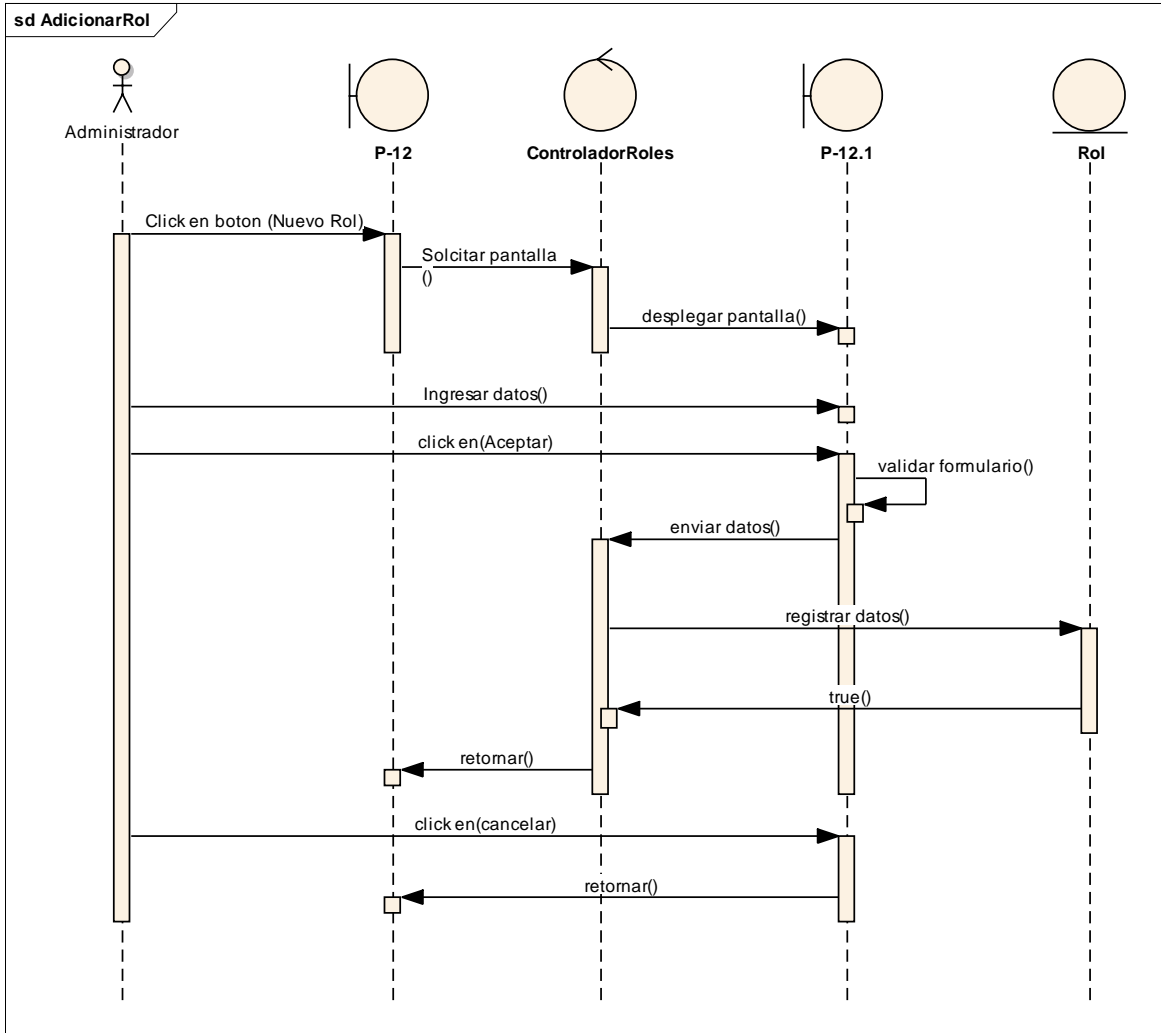 sd AdicionarRol
Administrador
P-12
ControladorRoles
P-12.1
Rol
Click en boton (Nuevo Rol)
Solcitar pantalla
()
desplegar pantalla()
Ingresar datos()
click en(Aceptar)
validar formulario()
enviar datos()
registrar datos()
true()
retornar()
click en(cancelar)
retornar()